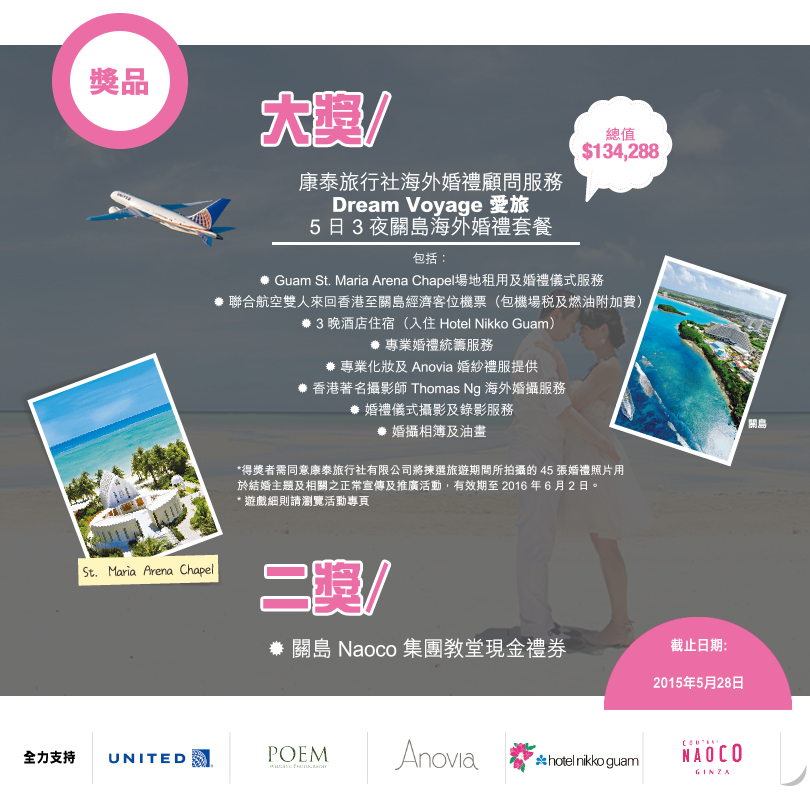 獎品
大獎/
總值
$134,288
康泰旅行社海外婚禮顧問服務
Dream Voyage 愛旅
5 日 3 夜關島海外婚禮套餐
包括：
✹ Guam St. Maria Arena Chapel場地租用及婚禮儀式服務
✹ 聯合航空雙人來回香港至關島經濟客位機票（包機場稅及燃油附加費）
✹ 3 晚酒店住宿（入住 Hotel Nikko Guam）
✹ 專業婚禮統籌服務
✹ 專業化妝及 Anovia 婚紗禮服提供
✹ 香港著名攝影師 Thomas Ng 海外婚攝服務
✹ 婚禮儀式攝影及錄影服務
✹ 婚攝相簿及油畫
關島
*得獎者需同意康泰旅行社有限公司將揀選旅遊期間所拍攝的 45 張婚禮照片用
於結婚主題及相關之正常宣傳及推廣活動，有效期至 2016 年 6 月 2 日。
* 遊戲細則請瀏覽活動專頁
UNITED
St. Maria Arena Chapel
二獎/
✹ 關島 Naoco 集團教堂現金禮券
截止日期:
2015年5月28日
全力支持
UNITED
POEM
WEDDING PHOTOGRAPHY
Anovia
hotel nikko guam
COUTURE
NAOCO
GINZA